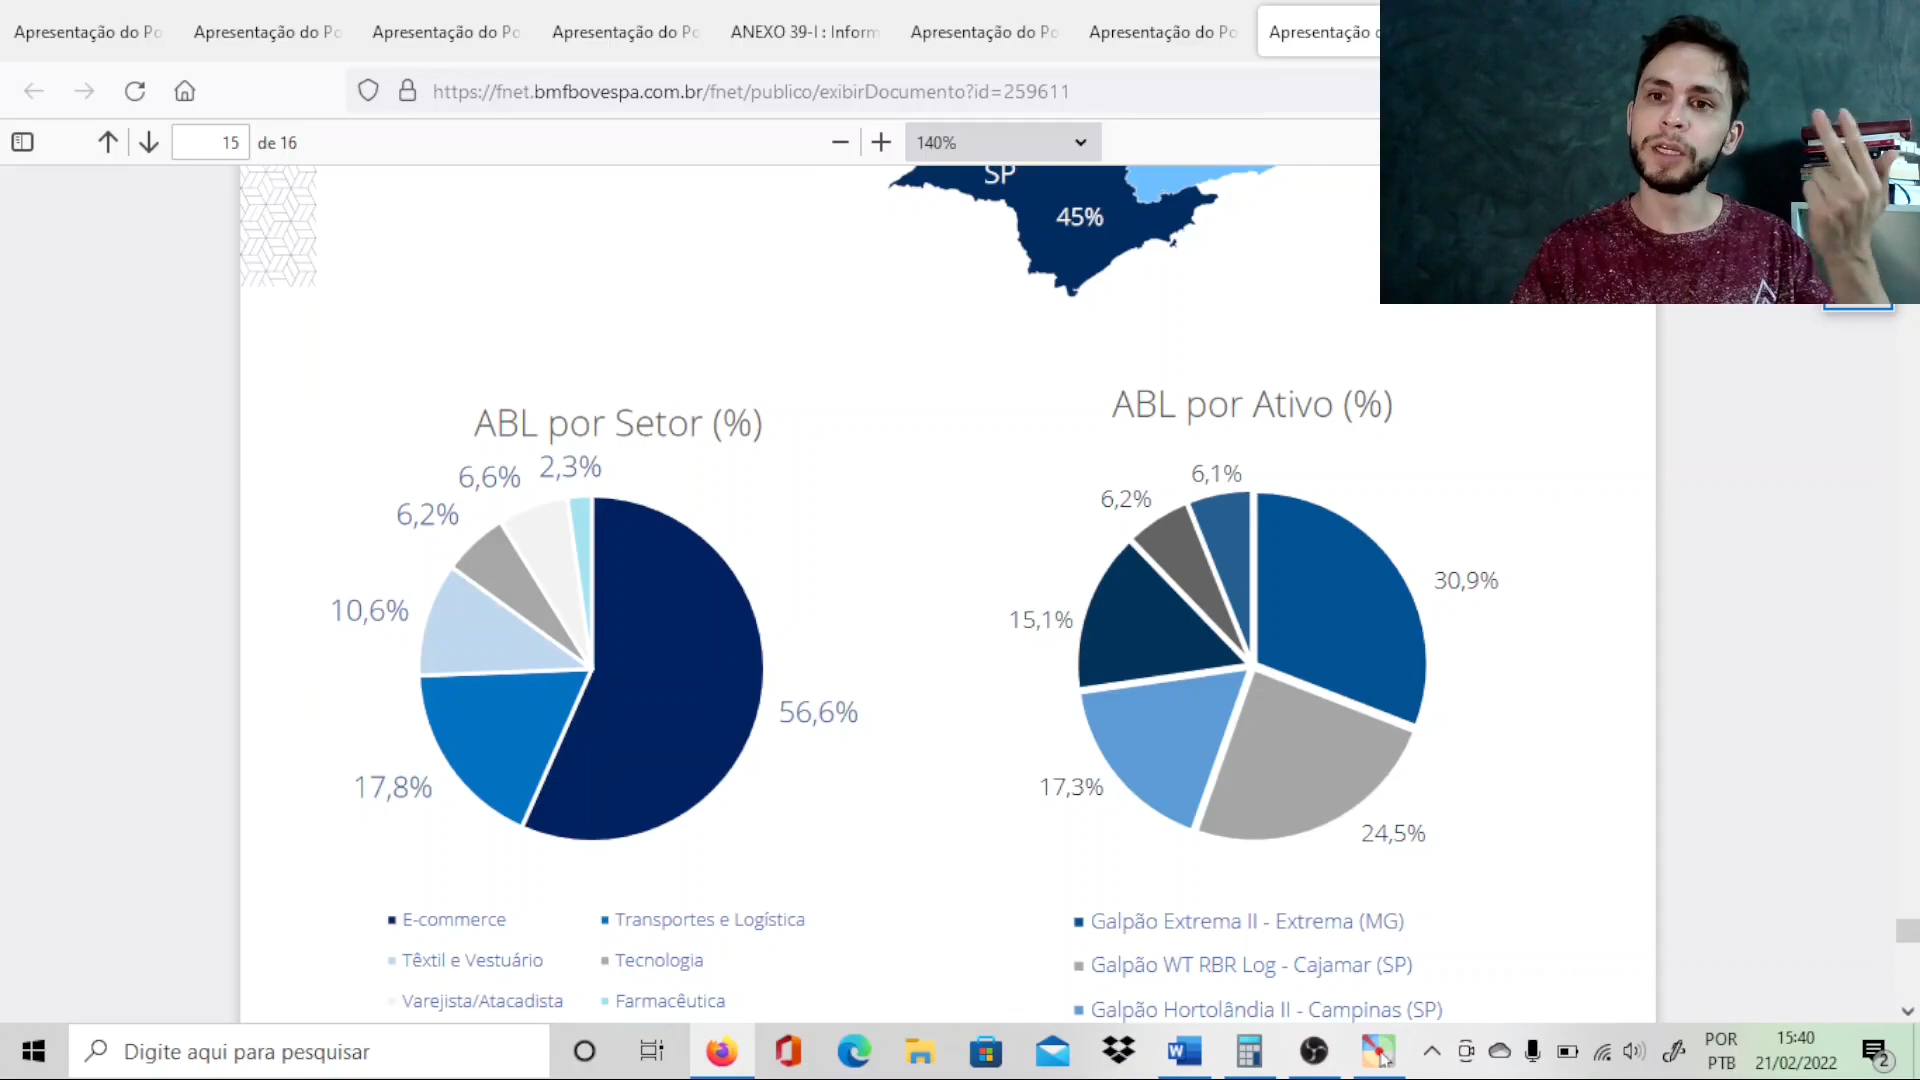 Apresentação do Po
Apresentação do Po
Apresentação do Po
Apresentação do Po
ANEXO 39-I : Inform
Apresentação do Po
Apresentação do Po
Apresentação
https://fnet.bmfbovespa.com.br/fnet/publico/exibirDocumento?id=259611
15 de 16
140%
SP
45%
ABL por Setor (%)
2,3%
6,6%
6,2%
10,6%
56,6%
17,8%
E-commerce
Transportes e Logística
Têxtil e Vestuário
Tecnologia
Varejista/Atacadista
Farmacêutica
ABL por Ativo (%)
6,1%
6,2%
30,9%
15,1%
17,3%
24,5%
Galpão Extrema II - Extrema (MG)
Galpão WT RBR Log - Cajamar (SP)
Galpão Hortolândia II - Campinas (SP)
Digite aqui para pesquisar
POR
PTB
15:40
21/02/2022
2